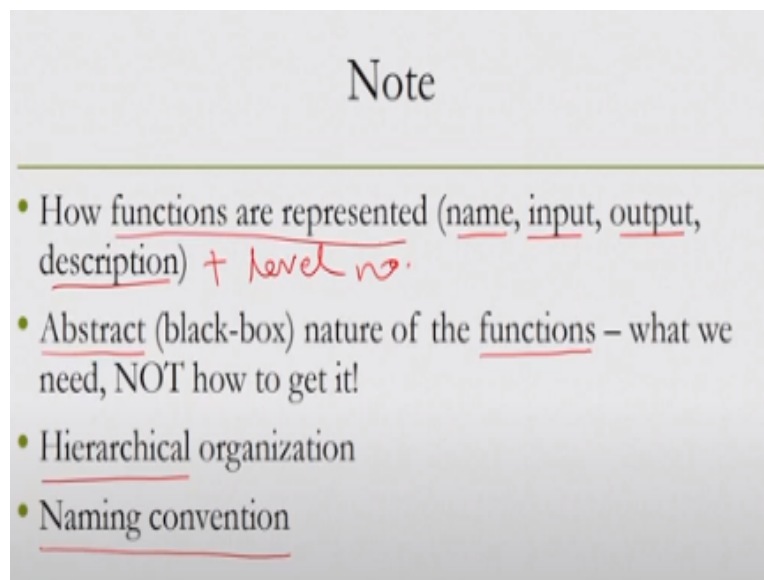 Note
• How functions are represented (name, input, output,
description) + Level no.
• Abstract (black-box) nature of the functions – what we
need, NOT how to get it!
• Hierarchical organization
• Naming convention